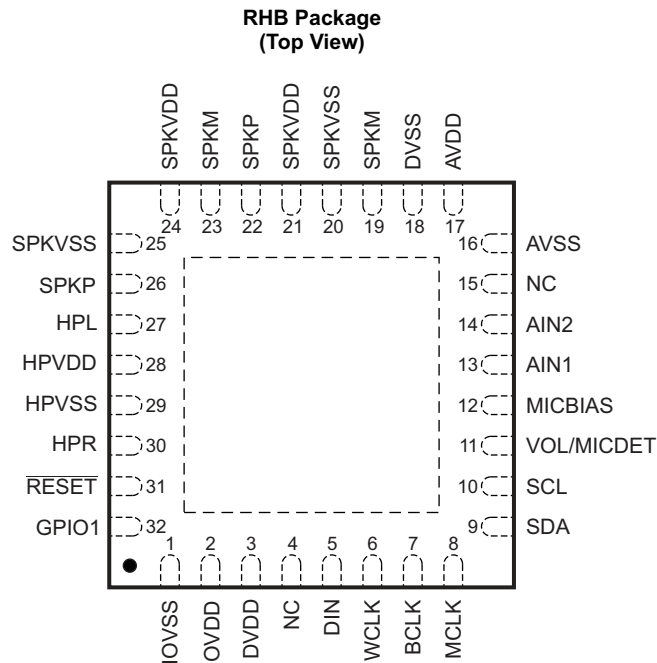 RHB Package
(Top View)
SPKVDD
SPKM
SPKP
SPKVDD
SPKVSS
SPKM
DVSS
AVDD
24 23 22 21 20 19 18 17
SPKVSS 25
SPKP 26
HPL 27
HPVDD 28
HPVSS 29
HPR 30
RESET 31
GPIO1 32
16 AVSS
15 NC
14 AIN2
13 AIN1
12 MICBIAS
11 VOL/MICDET
10 SCL
9 SDA
1 2 3 4 5 6 7 8
IOVSS
OVDD
DVDD
NC
DIN
WCLK
BCLK
MCLK